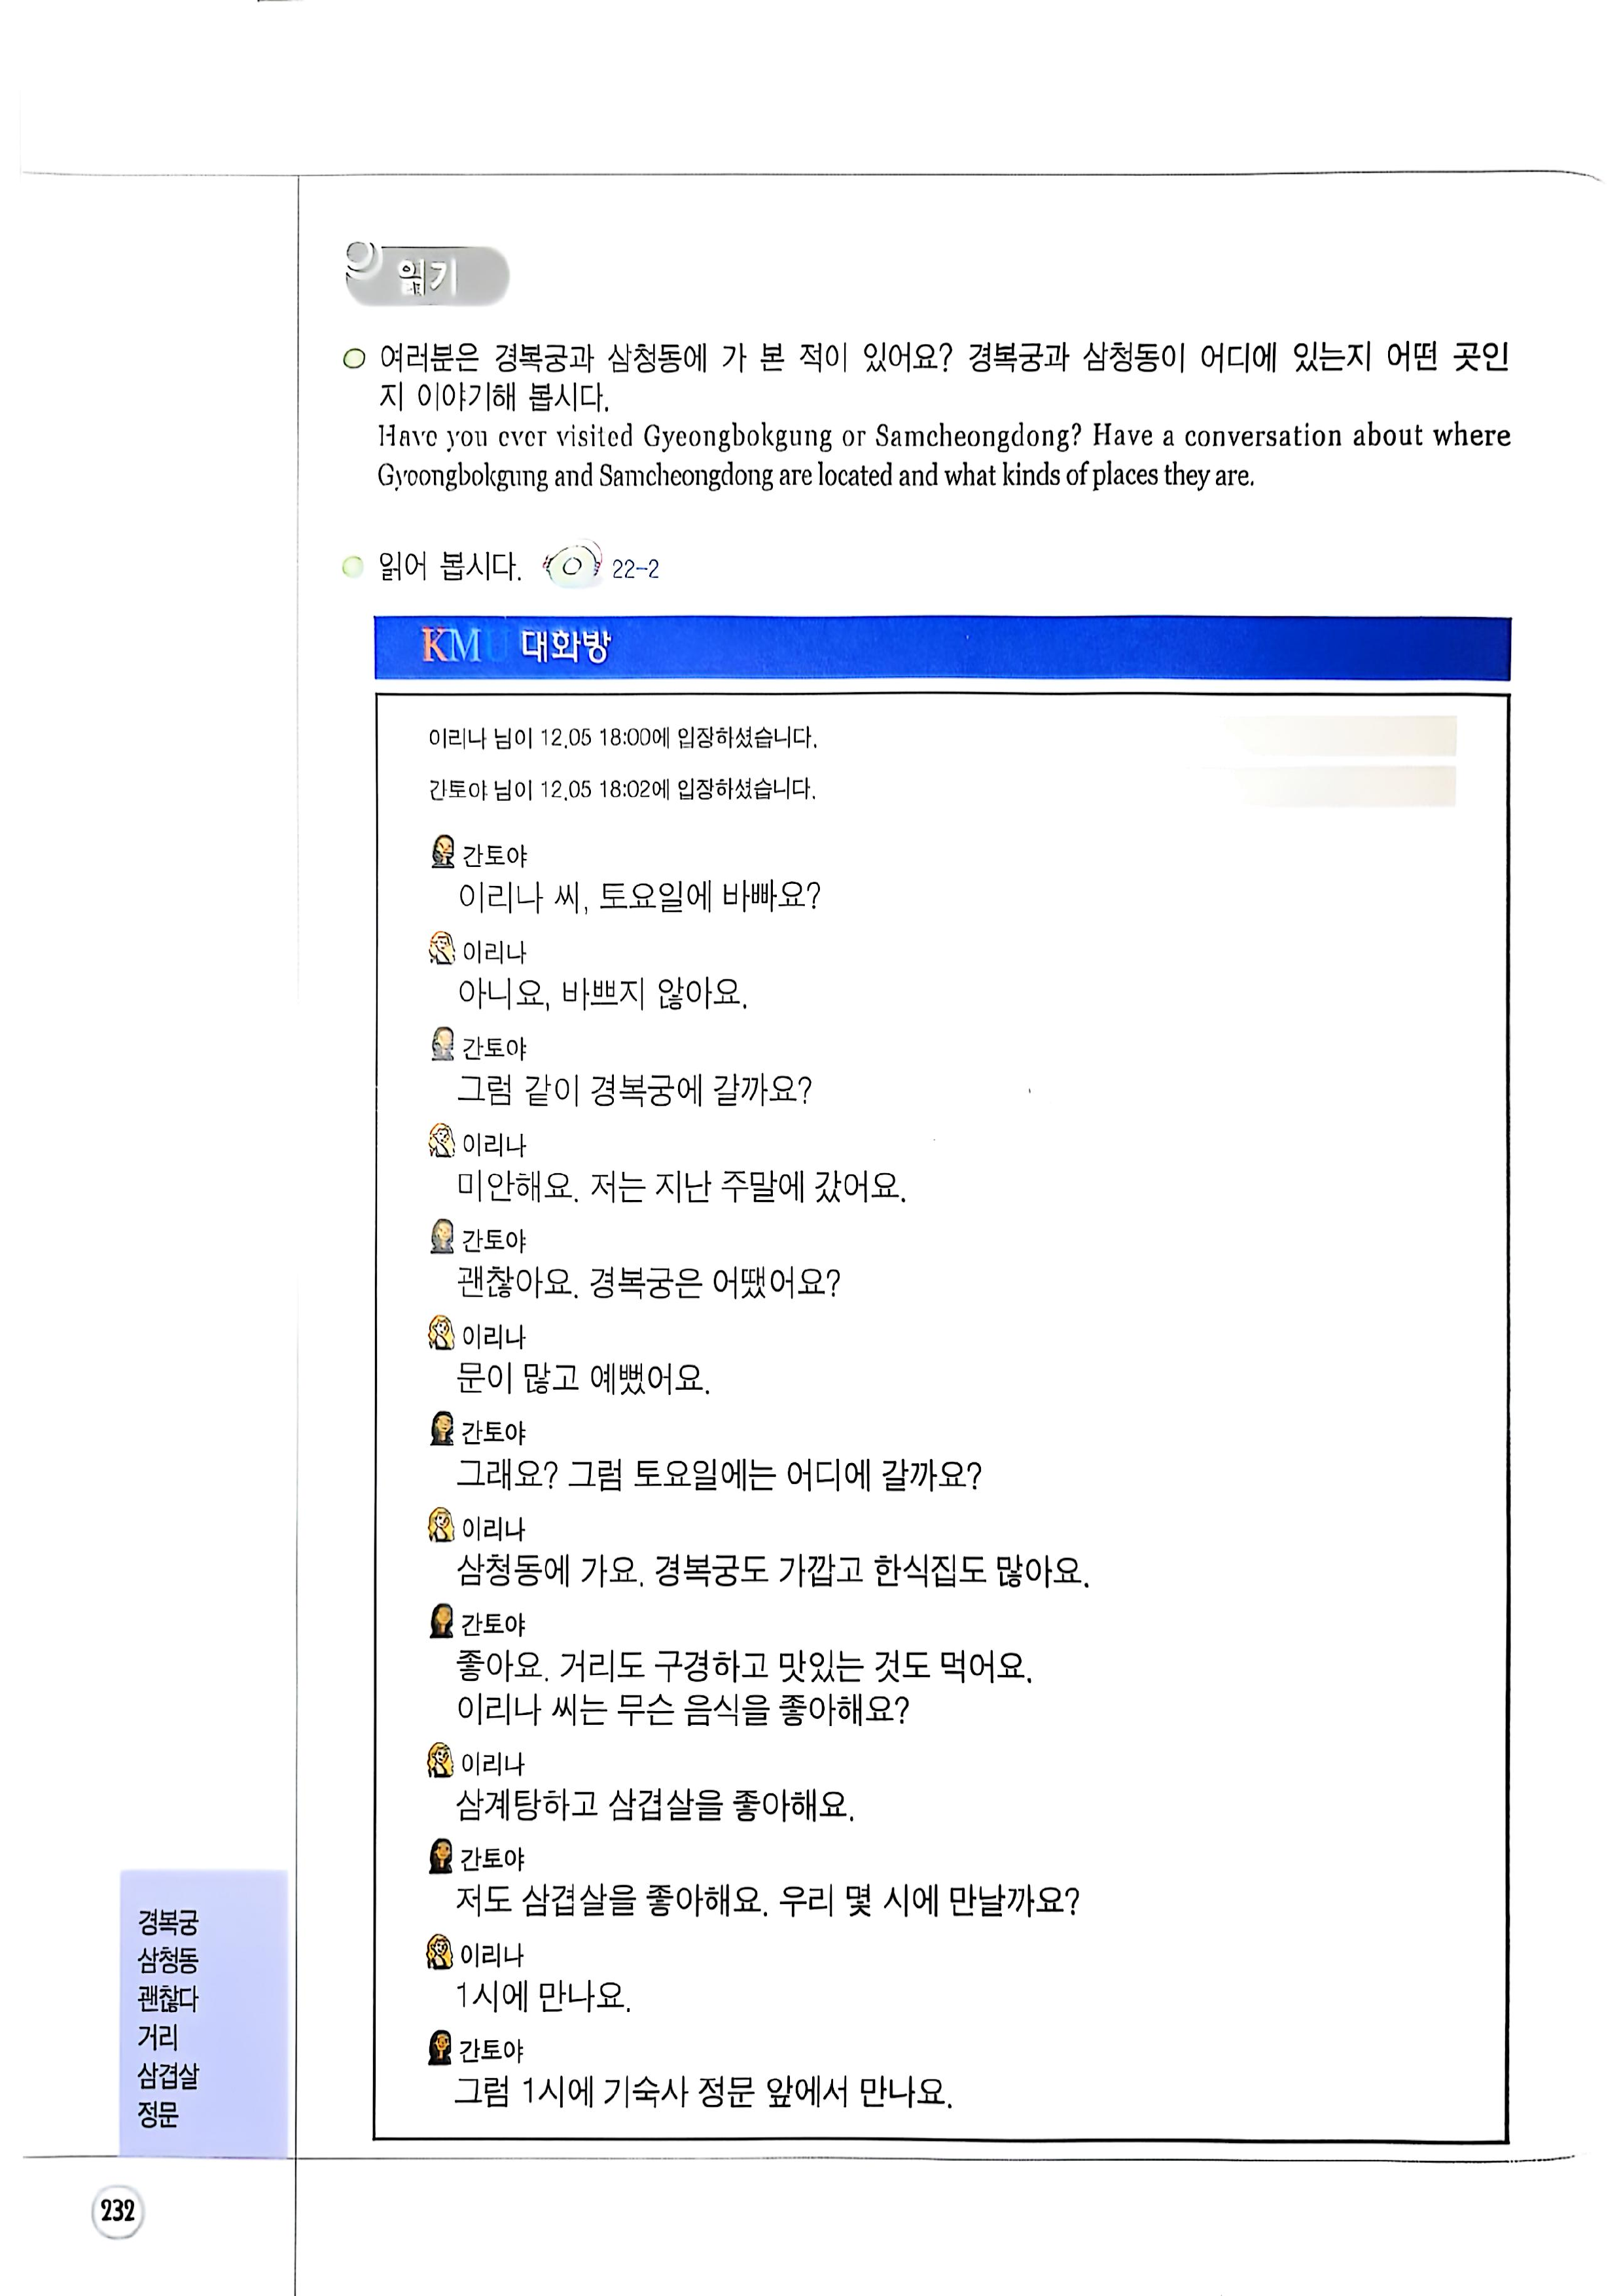 읽기
여러분은 경복궁과 삼청동에 가 본 적이 있어요? 경복궁과 삼청동이 어디에 있는지 어떤 곳인
지 이야기해 봅시다.
Have you ever visited Gyeongbokgung or Samcheongdong? Have a conversation about where
Gyeongbokgung and Samcheongdong are located and what kinds of places they are.
읽어 봅시다. 22-2
KMU 대화방
이리나 님이 12.05 18:00에 입장하셨습니다.
간토야 님이 12.05 18:02에 입장하셨습니다.
간토야
이리나 씨, 토요일에 바빠요?
이리나
아니요, 바쁘지 않아요.
간토야
그럼 같이 경복궁에 갈까요?
이리나
미안해요. 저는 지난 주말에 갔어요.
간토야
괜찮아요. 경복궁은 어땠어요?
이리나
문이 많고 예뻤어요.
간토야
그래요? 그럼 토요일에는 어디에 갈까요?
이리나
삼청동에 가요. 경복궁도 가깝고 한식집도 많아요.
간토야
좋아요. 거리도 구경하고 맛있는 것도 먹어요.
이리나 씨는 무슨 음식을 좋아해요?
이리나
삼계탕하고 삼겹살을 좋아해요.
간토야
저도 삼겹살을 좋아해요. 우리 몇 시에 만날까요?
이리나
1시에 만나요.
간토야
그럼 1시에 기숙사 정문 앞에서 만나요.
경복궁
삼청동
괜찮다
거리
삼겹살
정문
232